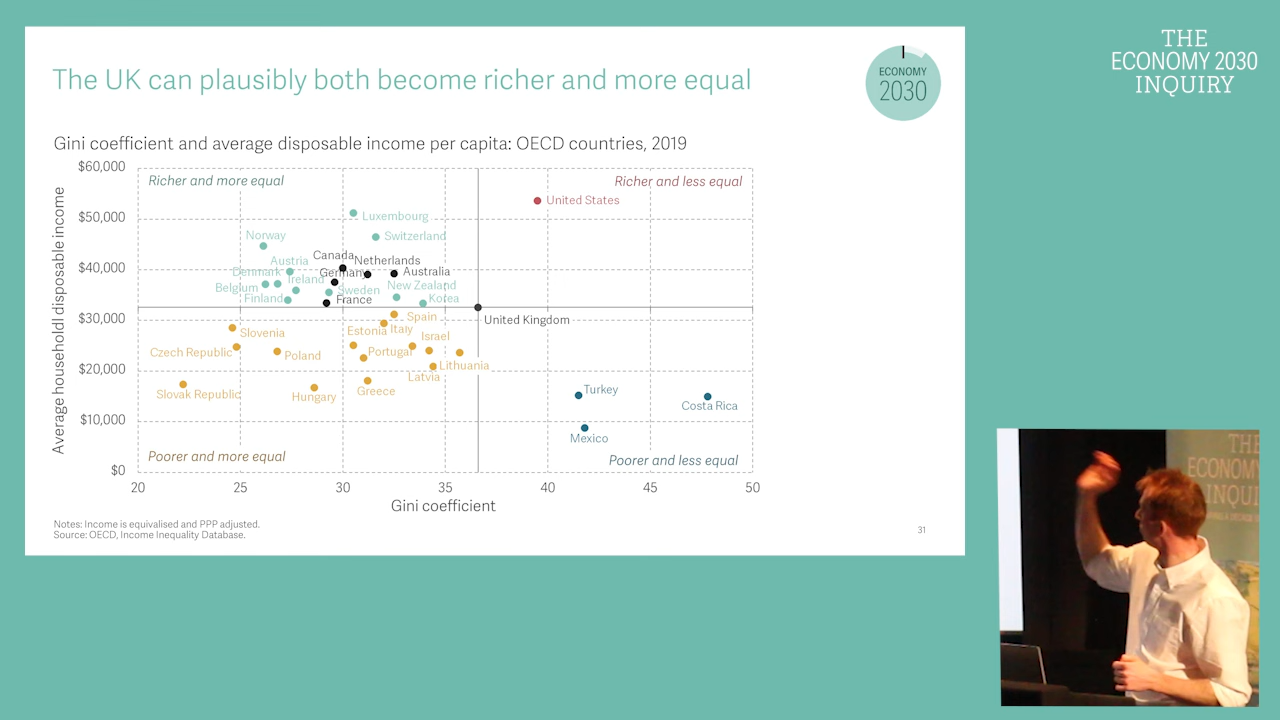 THE
ECONOMY 2030
INQUIRY
The UK can plausibly both become richer and more equal
ECONOMY
2030
Gini coefficient and average disposable income per capita: OECD countries, 2019
Average householdl disposable income
$60,000
$50,000
$40,000
$30,000
$20,000
$10,000
$0
Richer and more equal
Richer and less equal
United States
Luxembourg
Norway
Switzerland
Canada
Netherlands
Austria
Denmark
Germany
Australia
Ireland
Belgium
Sweden
New Zealand
Finland
France
Korea
Spain
United Kingdom
Slovenia
Estonia
Italy
Israel
Czech Republic
Poland
Portugal
Lithuania
Latvia
Slovak Republic
Hungary
Greece
Turkey
Costa Rica
Mexico
Poorer and more equal
Poorer and less equal
20
25
30
35
40
45
50
Gini coefficient
Notes: Income is equivalised and PPP adjusted.
Source: OECD, Income Inequality Database.
31
THE
ECONOMY
INQUI